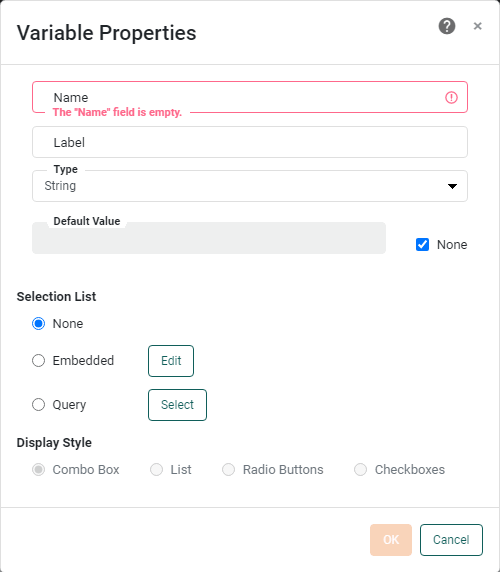 Variable Properties
Name
The "Name" field is empty.
Label
Type
String
Default Value
None
Selection List
None
Embedded Edit
Query Select
Display Style
Combo Box List Radio Buttons Checkboxes
OK Cancel